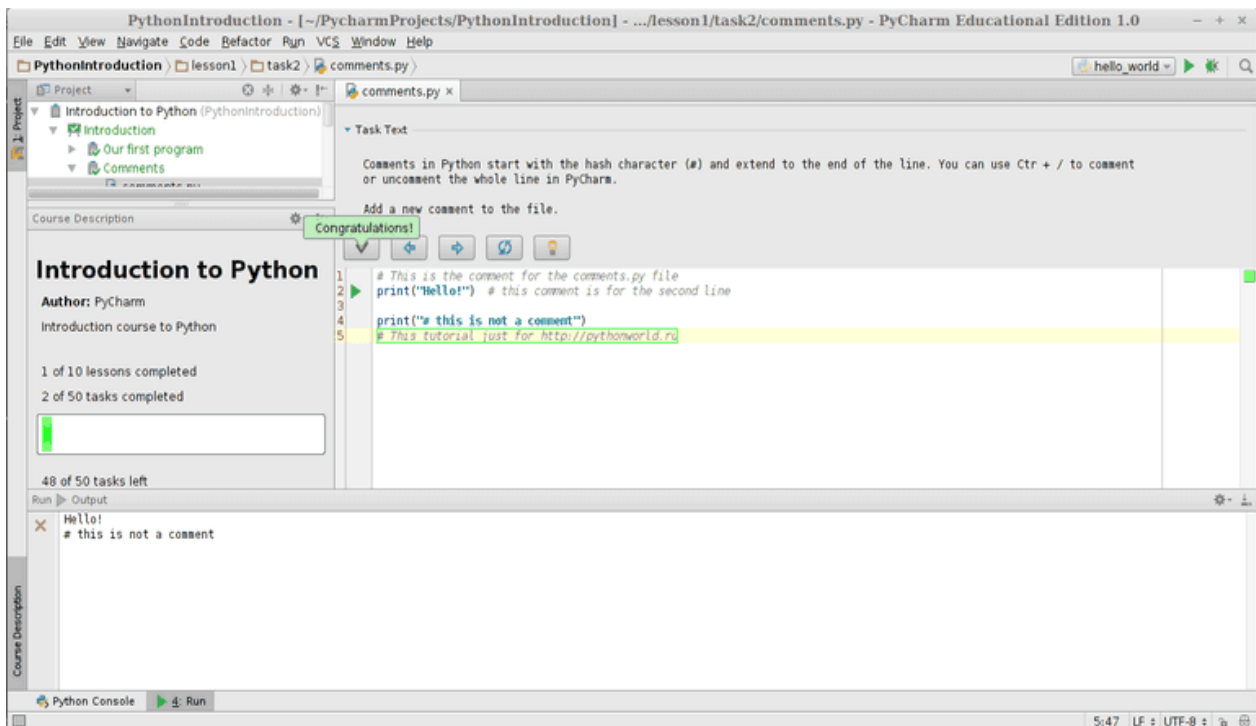 PythonIntroduction - [~/PycharmProjects/PythonIntroduction] - .../lesson1/task2/comments.py - PyCharm Educational Edition 1.0
File Edit View Navigate Code Refactor Run VCS Window Help
PythonIntroduction lesson1 task2 comments.py
hello_world
1: Project
Project
Introduction to Python (PythonIntroduction)
Introduction
Our first program
Comments
comments.py
comments.py ×
Task Text
Comments in Python start with the hash character (#) and extend to the end of the line. You can use Ctr + / to comment
or uncomment the whole line in PyCharm.
Add a new comment to the file.
Congratulations!
Course Description
Introduction to Python
Author: PyCharm
Introduction course to Python
1 of 10 lessons completed
2 of 50 tasks completed
48 of 50 tasks left
1 # This is the comment for the comments.py file
2 print("Hello!") # this comment is for the second line
3
4 print("# this is not a comment")
5 # This tutorial just for http://pythonworld.ru
Run Output
Hello!
# this is not a comment
Course Description
Python Console 4: Run
5:47 LF UTF-8